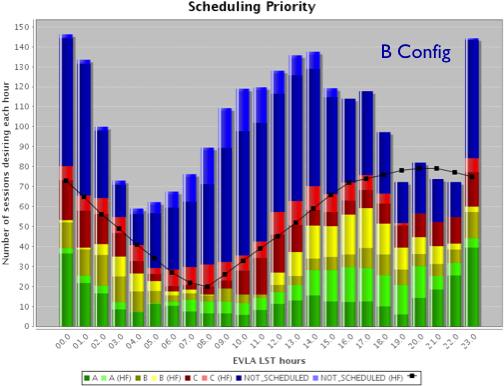 Scheduling Priority
B Config
Number of sessions desiring each hour
150
140
130
120
110
100
90
80
70
60
50
40
30
20
10
0
00.0 01.0 02.0 03.0 04.0 05.0 06.0 07.0 08.0 09.0 10.0 11.0 12.0 13.0 14.0 15.0 16.0 17.0 18.0 19.0 20.0 21.0 22.0 23.0
EVLA LST hours
A A (HF) B B (HF) C C (HF) NOT_SCHEDULED NOT_SCHEDULED (HF)